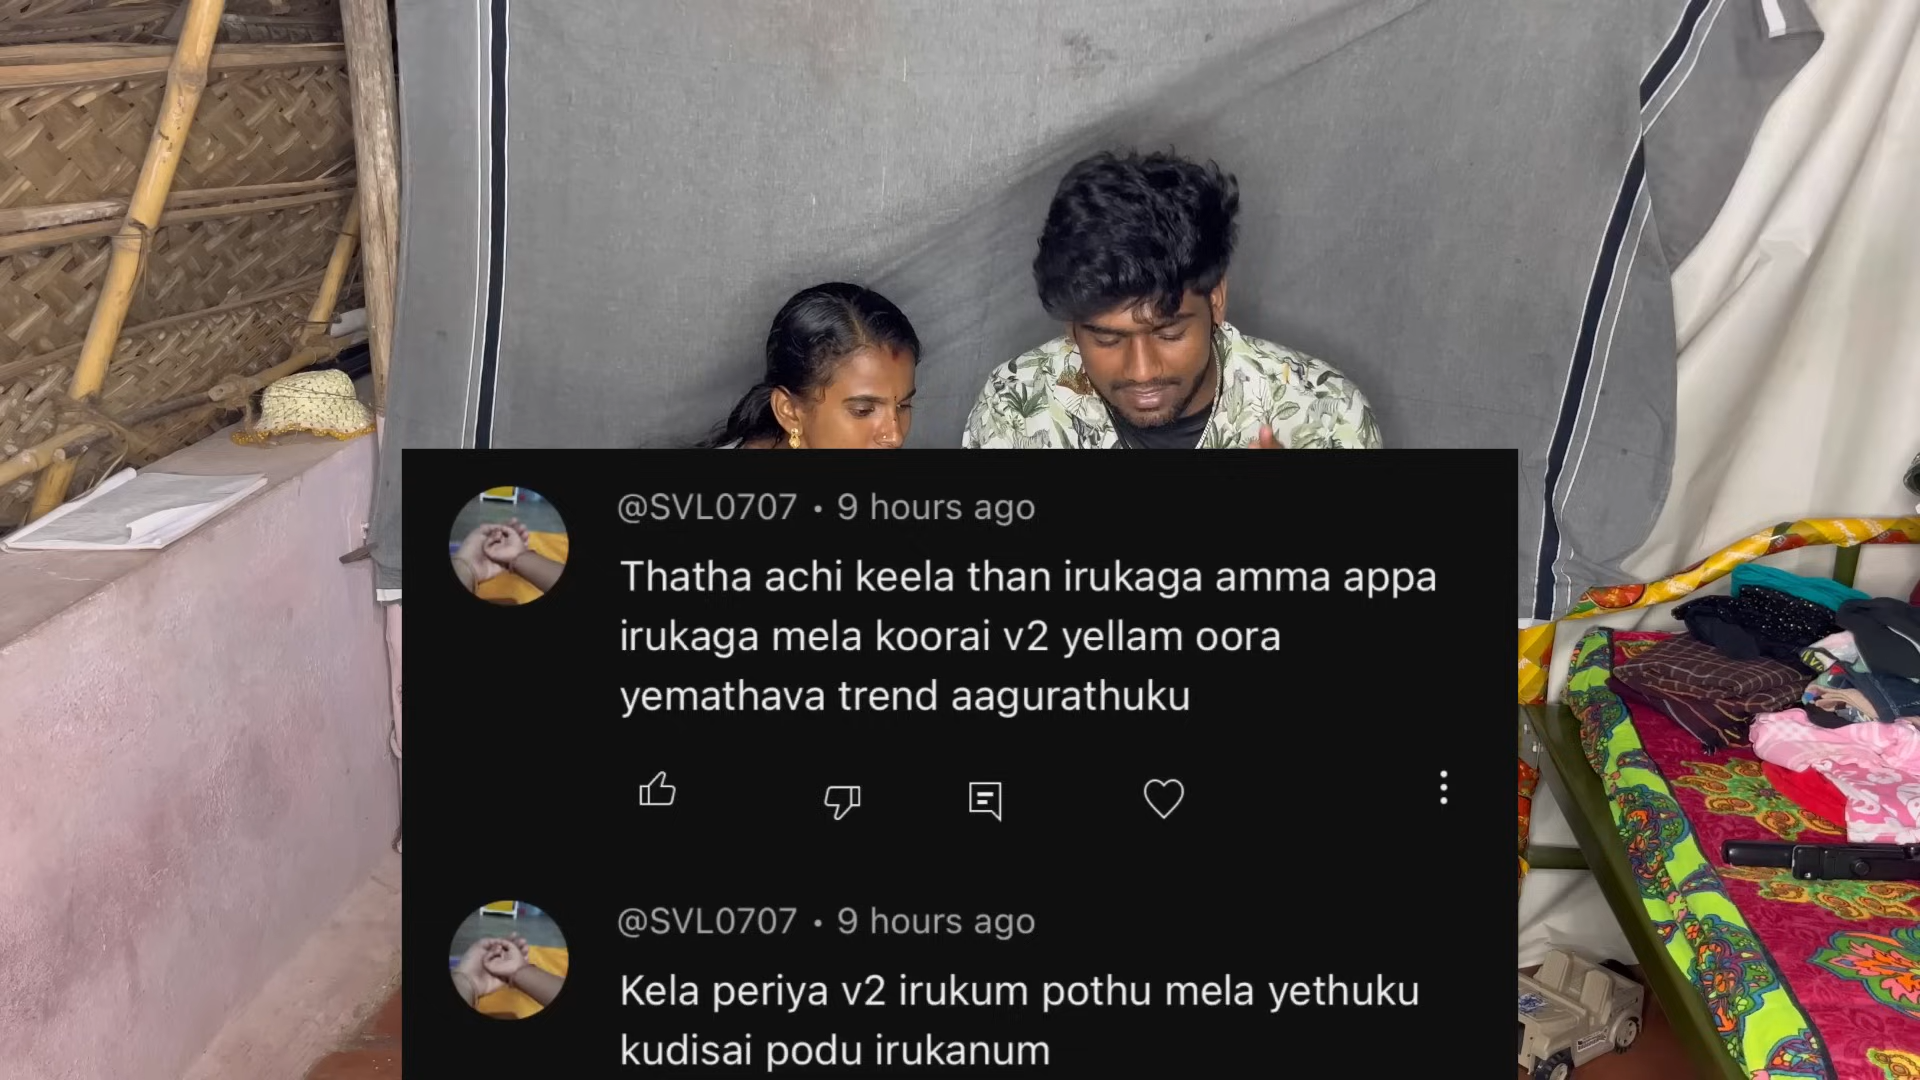 @SVL0707 • 9 hours ago
Thatha achi keela than irukaga amma appa
irukaga mela koorai v2 yellam oora
yemathava trend aagurathuku
@SVL0707 • 9 hours ago
Kela periya v2 irukum pothu mela yethuku
kudisai podu irukanum